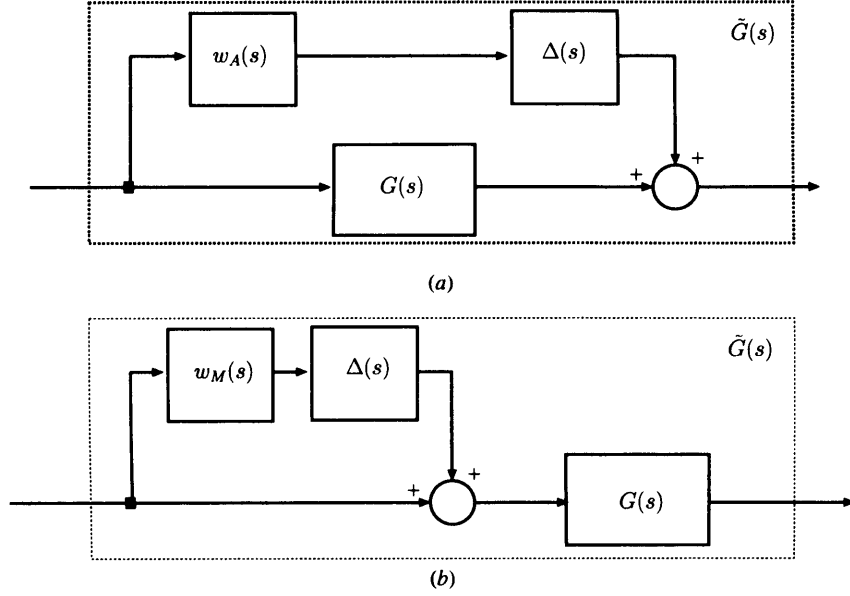 G̃(s)
w_A(s)
Δ(s)
+
+
G(s)
(a)
G̃(s)
w_M(s)
Δ(s)
+
+
G(s)
(b)